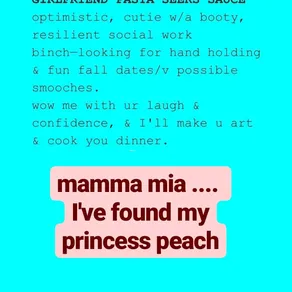 GIRLFRIEND PASTA SEEKS SAUCE
optimistic, cutie w/a booty,
resilient social work
binch—looking for hand holding
& fun fall dates/v possible
smooches.
wow me with ur laugh &
confidence, & I'll make u art
& cook you dinner.
mamma mia ....
I've found my
princess peach